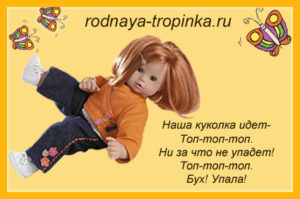 rodnaya-tropinka.ru
Наша куколка идет-
Топ-топ-топ.
Ни за что не упадет!
Топ-топ-топ.
Бух! Упала!